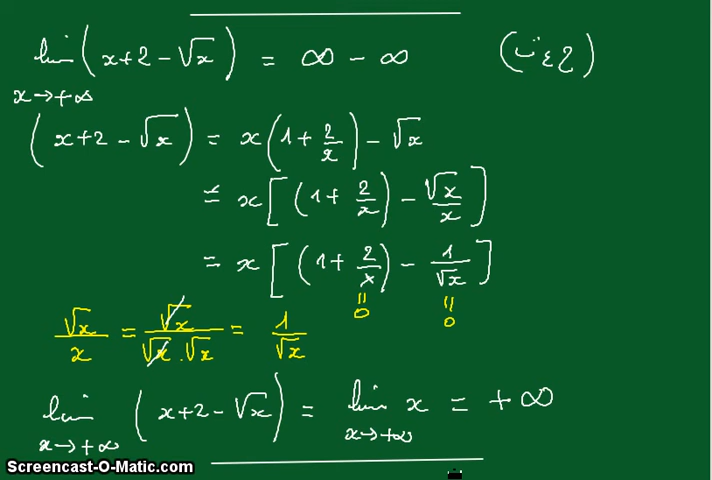 lim (x+2-√x) = ∞ - ∞ (ح ع ت)
x→+∞
(x+2-√x) = x(1+2/x) - √x
= x[(1+2/x) - √x/x]
= x[(1+2/x) - 1/√x]
= 0 = 0
√x/x = √x/(√x.√x) = 1/√x
lim (x+2-√x) = lim x = +∞
x→+∞ x→+∞
Screencast-O-Matic.com